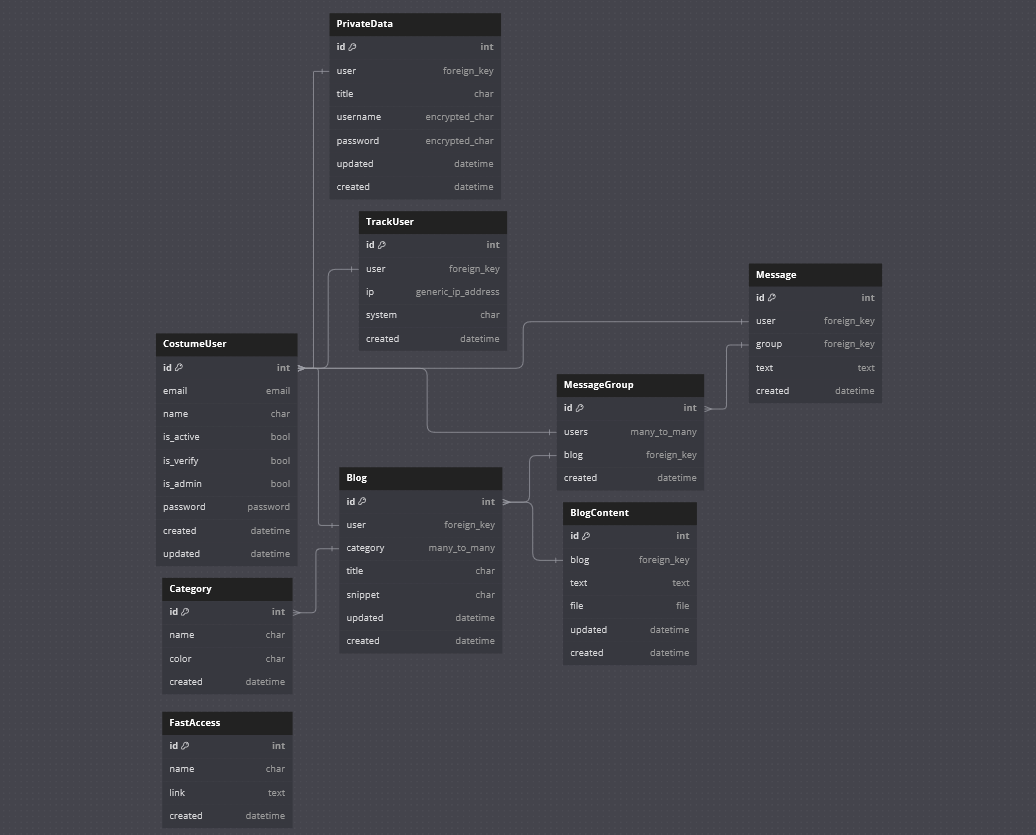 PrivateData
id int
user foreign_key
title char
username encrypted_char
password encrypted_char
updated datetime
created datetime
TrackUser
id int
user foreign_key
ip generic_ip_address
system char
created datetime
Message
id int
user foreign_key
group foreign_key
text text
created datetime
CostumeUser
id int
email email
name char
is_active bool
is_verify bool
is_admin bool
password password
created datetime
updated datetime
MessageGroup
id int
users many_to_many
blog foreign_key
created datetime
Blog
id int
user foreign_key
category many_to_many
title char
snippet char
updated datetime
created datetime
BlogContent
id int
blog foreign_key
text text
file file
updated datetime
created datetime
Category
id int
name char
color char
created datetime
FastAccess
id int
name char
link text
created datetime